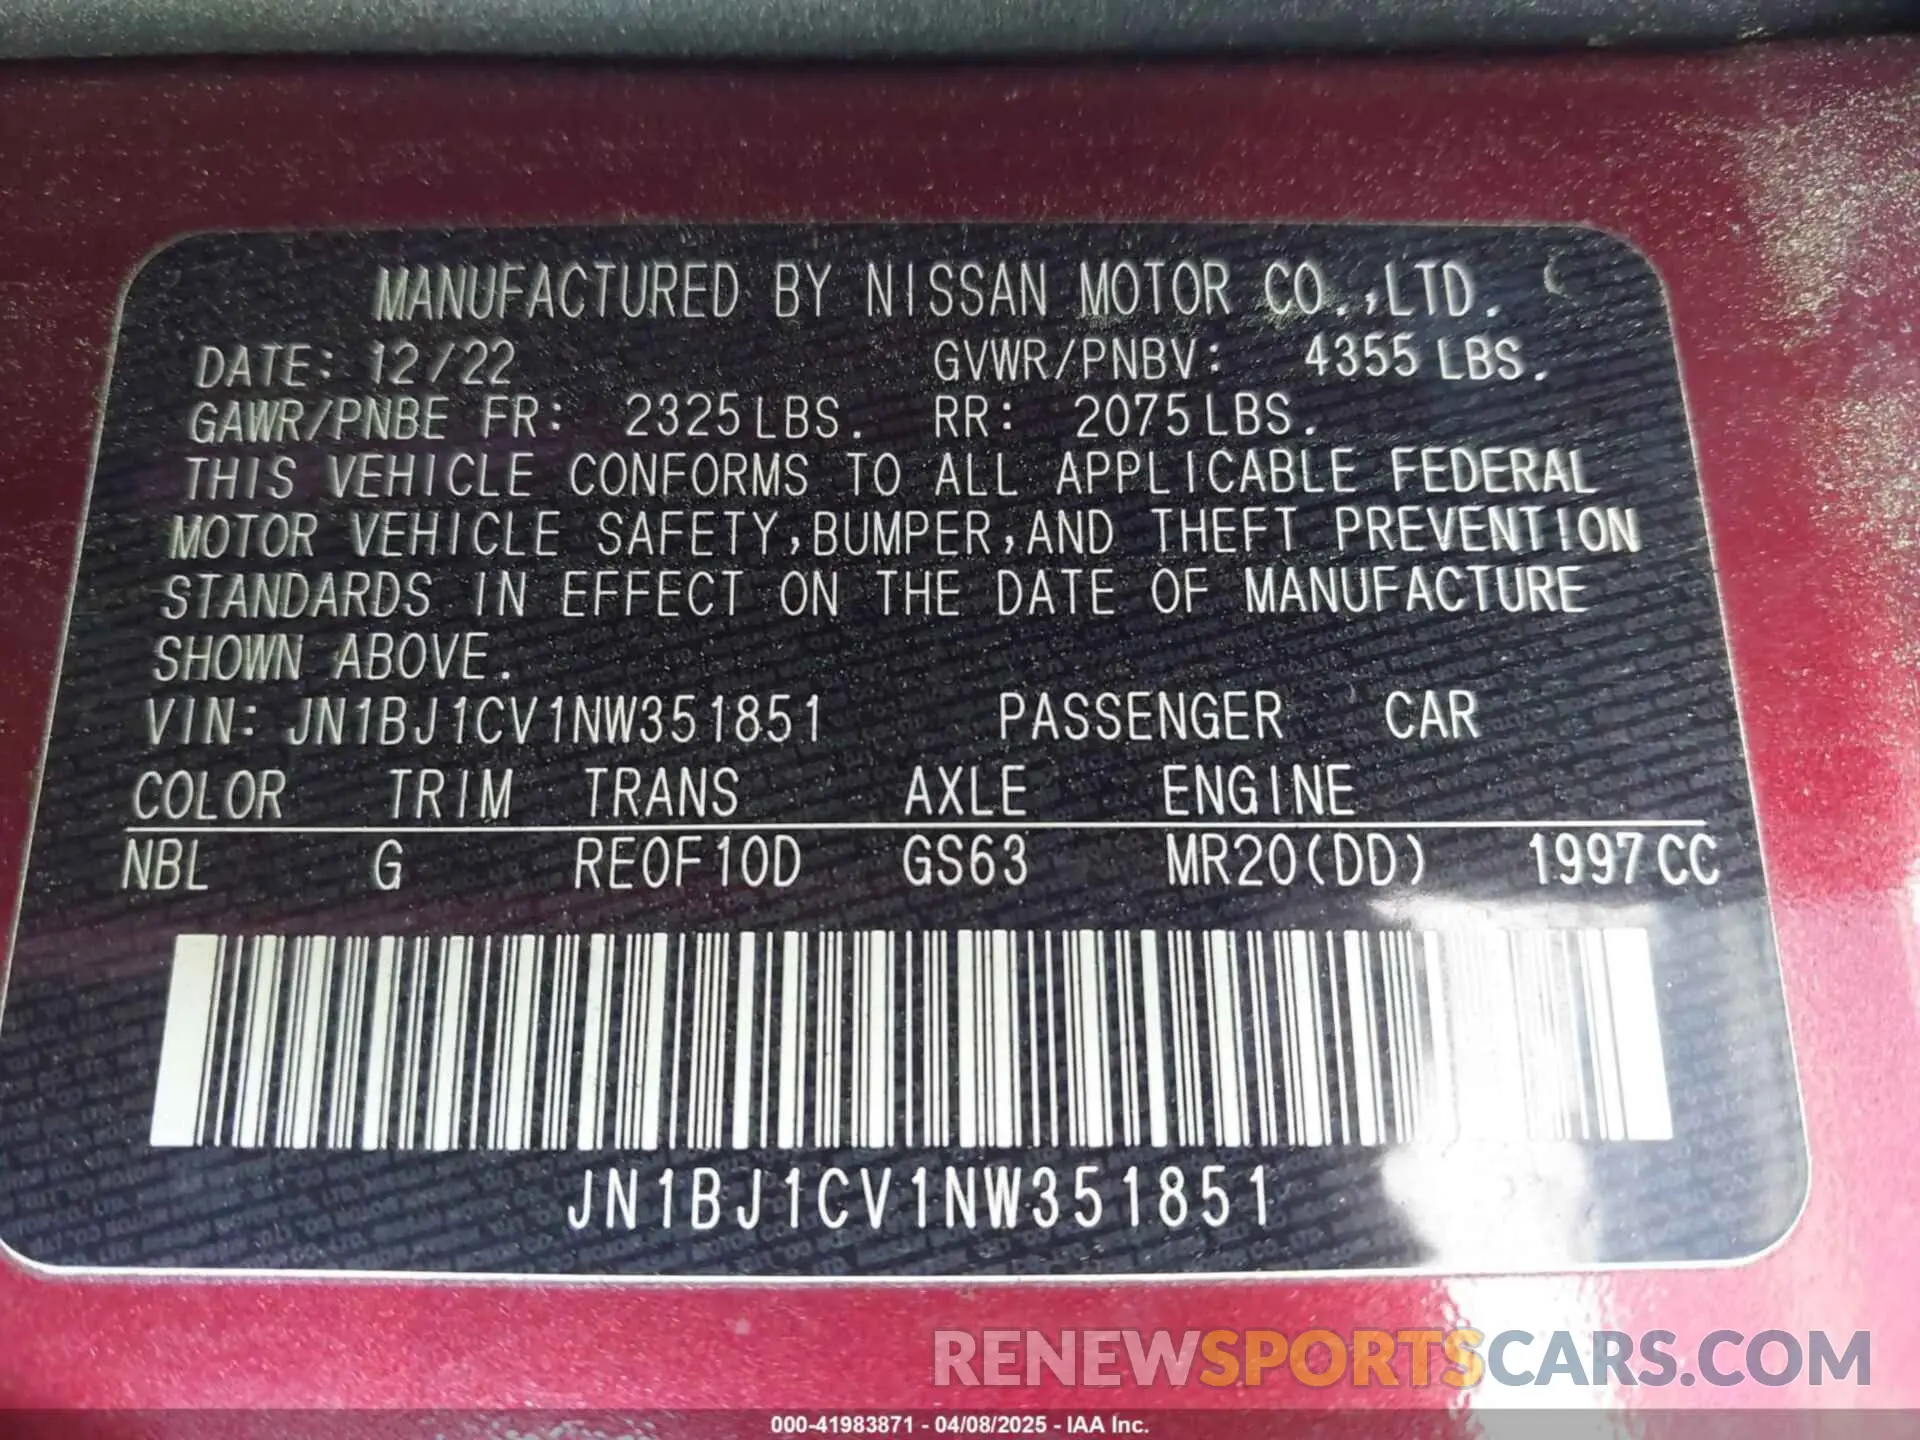 MANUFACTURED BY NISSAN MOTOR CO.,LTD.
DATE: 12/22 GVWR/PNBV: 4355 LBS.
GAWR/PNBE FR: 2325 LBS. RR: 2075 LBS.
THIS VEHICLE CONFORMS TO ALL APPLICABLE FEDERAL
MOTOR VEHICLE SAFETY,BUMPER,AND THEFT PREVENTION
STANDARDS IN EFFECT ON THE DATE OF MANUFACTURE
SHOWN ABOVE.
VIN: JN1BJ1CV1NW351851 PASSENGER CAR
COLOR TRIM TRANS AXLE ENGINE
NBL G RE0F10D GS63 MR20(DD) 1997 CC
JN1BJ1CV1NW351851
RENEWSPORTSCARS.COM
000-41983871 - 04/08/2025 - IAA Inc.